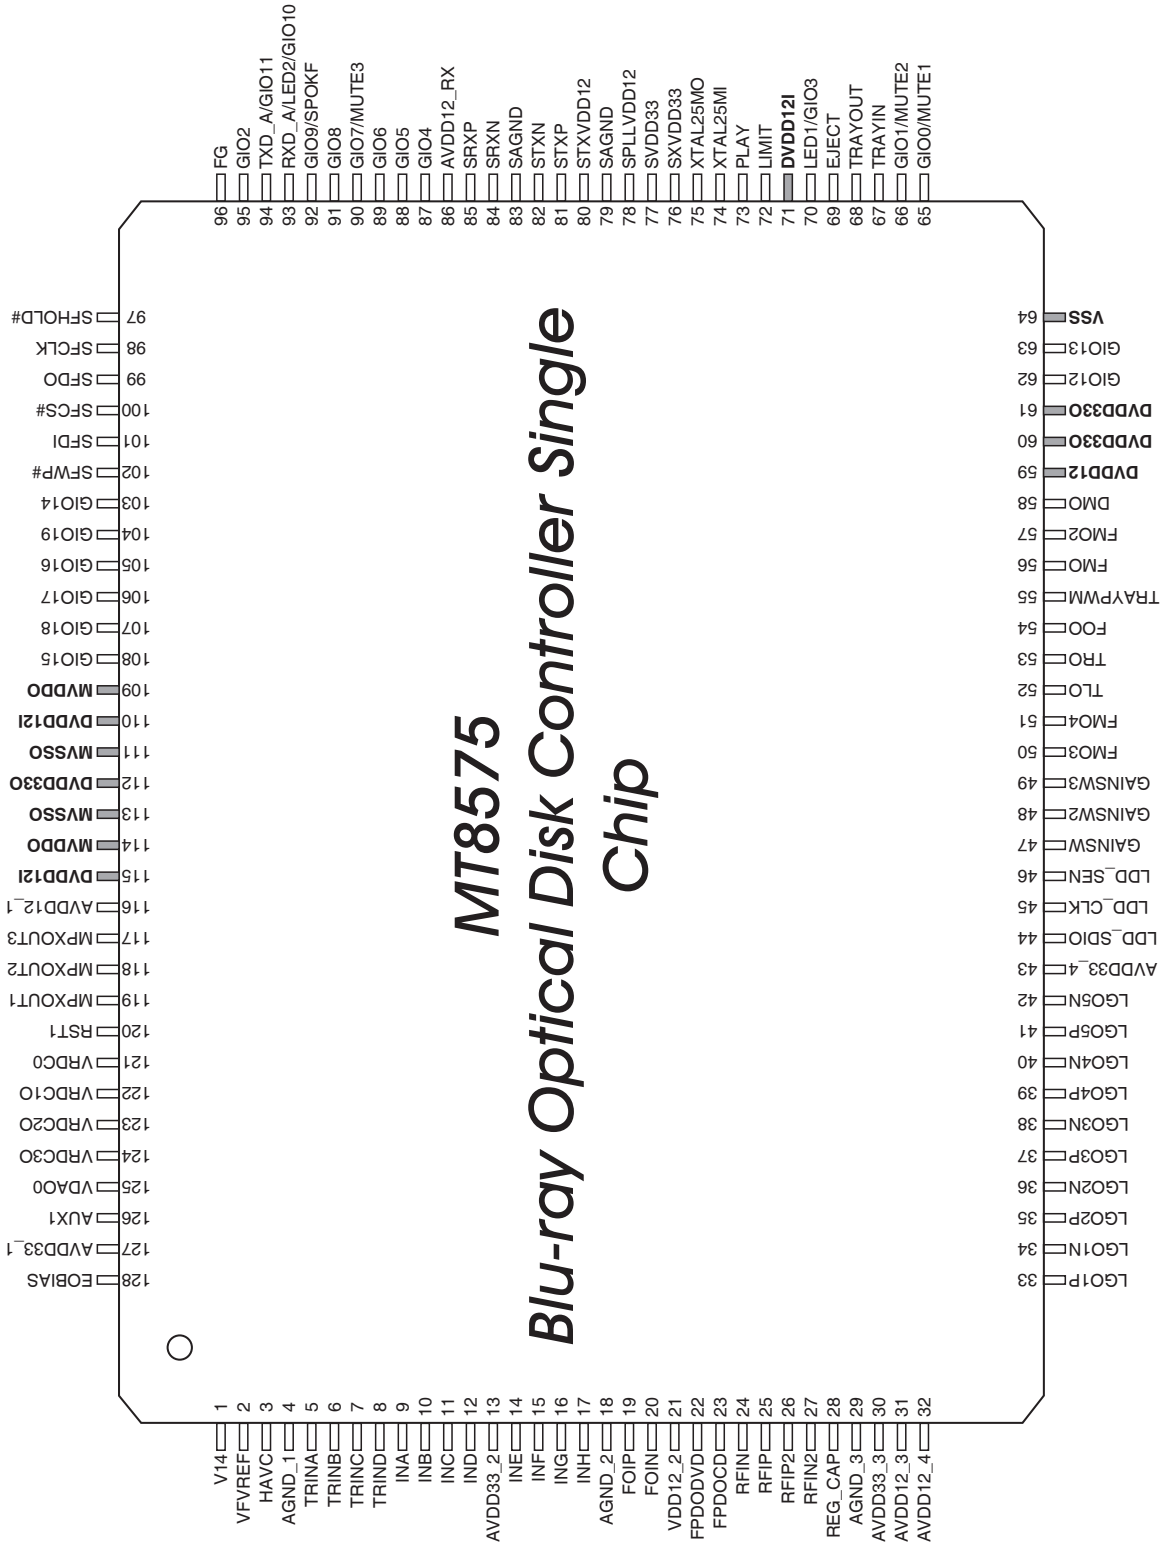 MT8575
Blu-ray Optical Disk Controller Single
Chip
1 V14
2 VFVREF
3 HAVC
4 AGND_1
5 TRINA
6 TRINB
7 TRINC
8 TRIND
9 INA
10 INB
11 INC
12 IND
13 AVDD33_2
14 INE
15 INF
16 ING
17 INH
18 AGND_2
19 FOIP
20 FOIN
21 VDD12_2
22 FPDODVD
23 FPDOCD
24 RFIN
25 RFIP
26 RFIP2
27 RFIN2
28 REG_CAP
29 AGND_3
30 AVDD33_3
31 AVDD12_3
32 AVDD12_4
33 LGO1P
34 LGO1N
35 LGO2P
36 LGO2N
37 LGO3P
38 LGO3N
39 LGO4P
40 LGO4N
41 LGO5P
42 LGO5N
43 AVDD33_4
44 LDD_SDIO
45 LDD_CLK
46 LDD_SEN
47 GAINSW
48 GAINSW2
49 GAINSW3
50 FMO3
51 FMO4
52 TLO
53 TRO
54 FOO
55 TRAYPWM
56 FMO
57 FMO2
58 DMO
59 DVDD12
60 DVDD33O
61 DVDD33O
62 GIO12
63 GIO13
64 VSS
65 GIO0/MUTE1
66 GIO1/MUTE2
67 TRAYIN
68 TRAYOUT
69 EJECT
70 LED1/GIO3
71 DVDD12I
72 LIMIT
73 PLAY
74 XTAL25MI
75 XTAL25MO
76 SXVDD33
77 SVDD33
78 SPLLVDD12
79 SAGND
80 STXVDD12
81 STXP
82 STXN
83 SAGND
84 SRXN
85 SRXP
86 AVDD12_RX
87 GIO4
88 GIO5
89 GIO6
90 GIO7/MUTE3
91 GIO8
92 GIO9/SPOKF
93 RXD_A/LED2/GIO10
94 TXD_A/GIO11
95 GIO2
96 FG
97 SFHOLD#
98 SFCLK
99 SFDO
100 SFCS#
101 SFDI
102 SFWP#
103 GIO14
104 GIO19
105 GIO16
106 GIO17
107 GIO18
108 GIO15
109 MVDDO
110 DVDD12I
111 MVSSO
112 DVDD33O
113 MVSSO
114 MVDDO
115 DVDD12I
116 AVDD12_1
117 MPXOUT3
118 MPXOUT2
119 MPXOUT1
120 RST1
121 VRDC0
122 VRDC1O
123 VRDC2O
124 VRDC3O
125 VDAO0
126 AUX1
127 AVDD33_1
128 EOBIAS